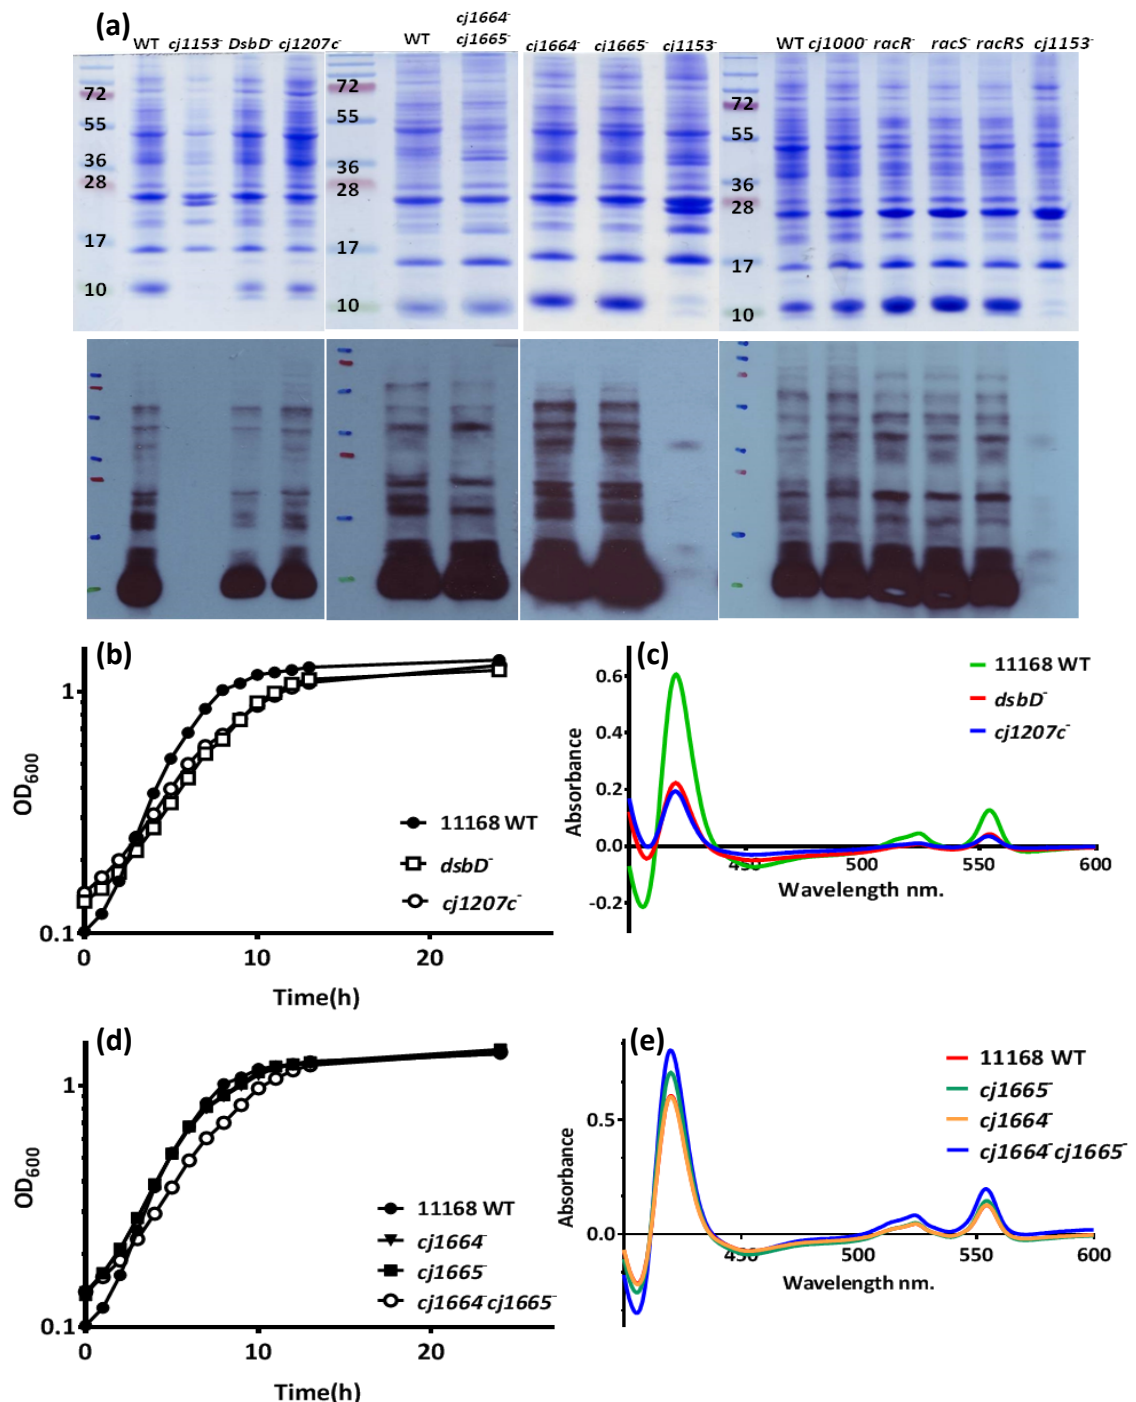 (a)
WT cj1153⁻ DsbD⁻ cj1207c⁻
WT cj1664⁻ cj1665⁻
cj1664⁻ cj1665⁻ cj1153⁻
WT cj1000⁻ racR⁻ racS⁻ racRS cj1153⁻
72
55
36
28
17
10
72
55
36
28
17
10
72
55
36
28
17
10
(b)
1
0.1
0 10 20
OD600
Time(h)
11168 WT
dsbD⁻
cj1207c⁻
(c)
0.6
0.4
0.2
0.0
-0.2
450 500 550 600
Absorbance
Wavelength nm.
11168 WT
dsbD⁻
cj1207c⁻
(d)
1
0.1
0 10 20
OD600
Time(h)
11168 WT
cj1664⁻
cj1665⁻
cj1664⁻cj1665⁻
(e)
0.5
0.0
450 500 550 600
Absorbance
Wavelength nm.
11168 WT
cj1665⁻
cj1664⁻
cj1664⁻cj1665⁻